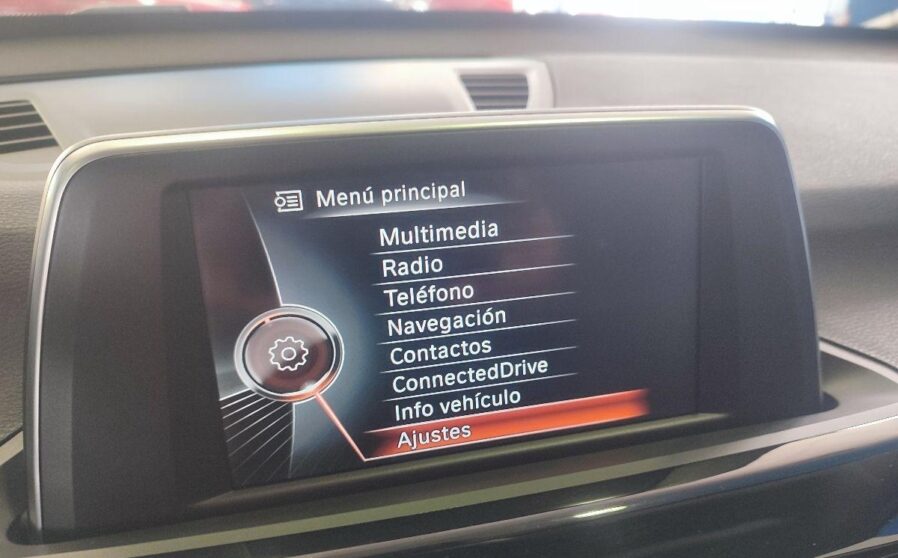 Menú principal
Multimedia
Radio
Teléfono
Navegación
Contactos
ConnectedDrive
Info vehículo
Ajustes